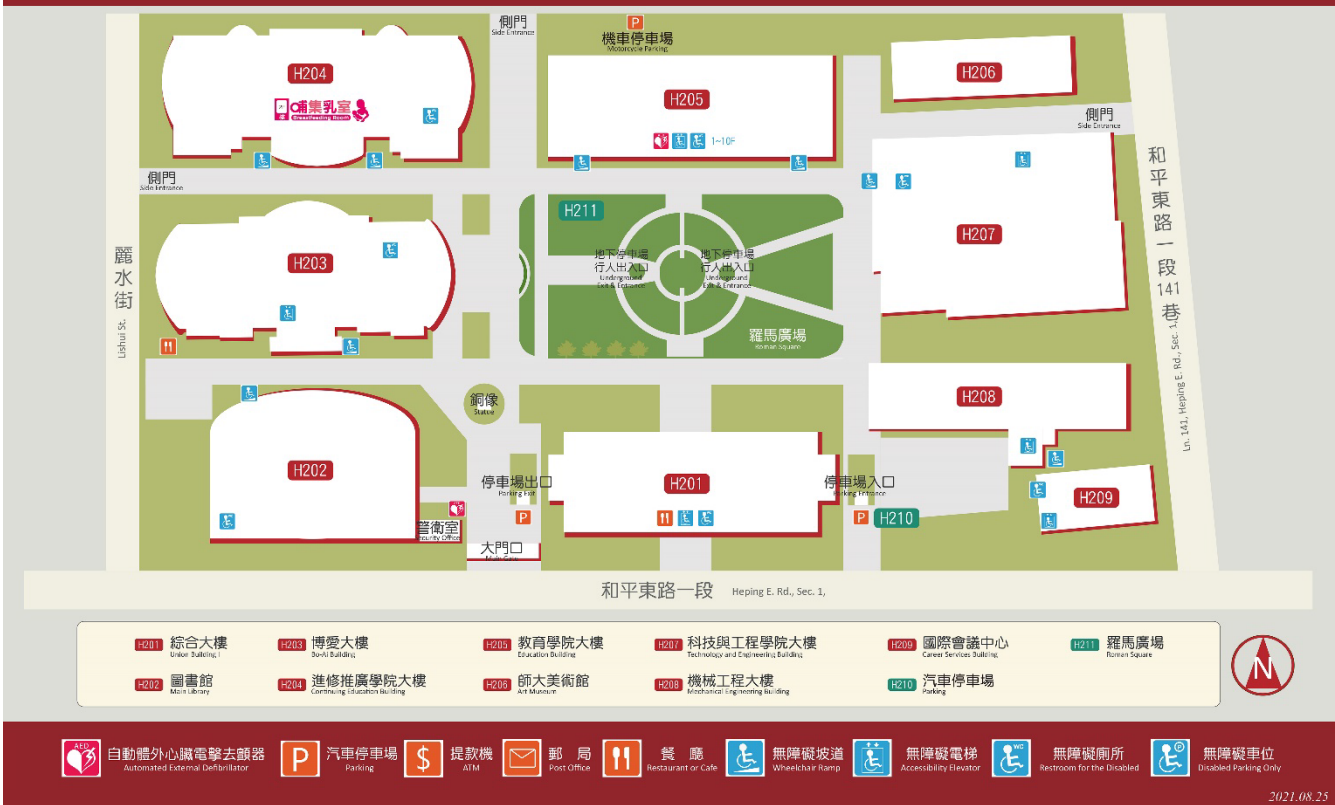 側門
Side Entrance
P
機車停車場
Motorcycle Parking
H204
哺集乳室
Breastfeeding Room
H205
1~10F
H206
側門
Side Entrance
側門
Side Entrance
H211
H203
地下停車場
行人出入口
Underground
Exit & Entrance
地下停車場
行人出入口
Underground
Exit & Entrance
羅馬廣場
Roman Square
H207
麗水街
Lishui St.
和平東路一段141巷
Ln. 141, Heping E. Rd., Sec. 1,
銅像
Statue
H208
H202
停車場出口
Parking Exit
P
H201
停車場入口
Parking Entrance
P
H210
H209
警衛室
Security Office
大門口
Main Gate
和平東路一段 Heping E. Rd., Sec. 1,
H201 綜合大樓
Union Building I
H203 博愛大樓
Bo-Ai Building
H205 教育學院大樓
Education Building
H207 科技與工程學院大樓
Technology and Engineering Building
H209 國際會議中心
Career Services Building
H211 羅馬廣場
Roman Square
H202 圖書館
Main Library
H204 進修推廣學院大樓
Continuing Education Building
H206 師大美術館
Art Museum
H208 機械工程大樓
Mechanical Engineering Building
H210 汽車停車場
Parking
N
AED
自動體外心臟電擊去顫器
Automated External Defibrillator
P
汽車停車場
Parking
$
提款機
ATM
郵局
Post Office
餐廳
Restaurant or Cafe
無障礙坡道
Wheelchair Ramp
無障礙電梯
Accessibility Elevator
WC
無障礙廁所
Restroom for the Disabled
P
無障礙車位
Disabled Parking Only
2021.08.25